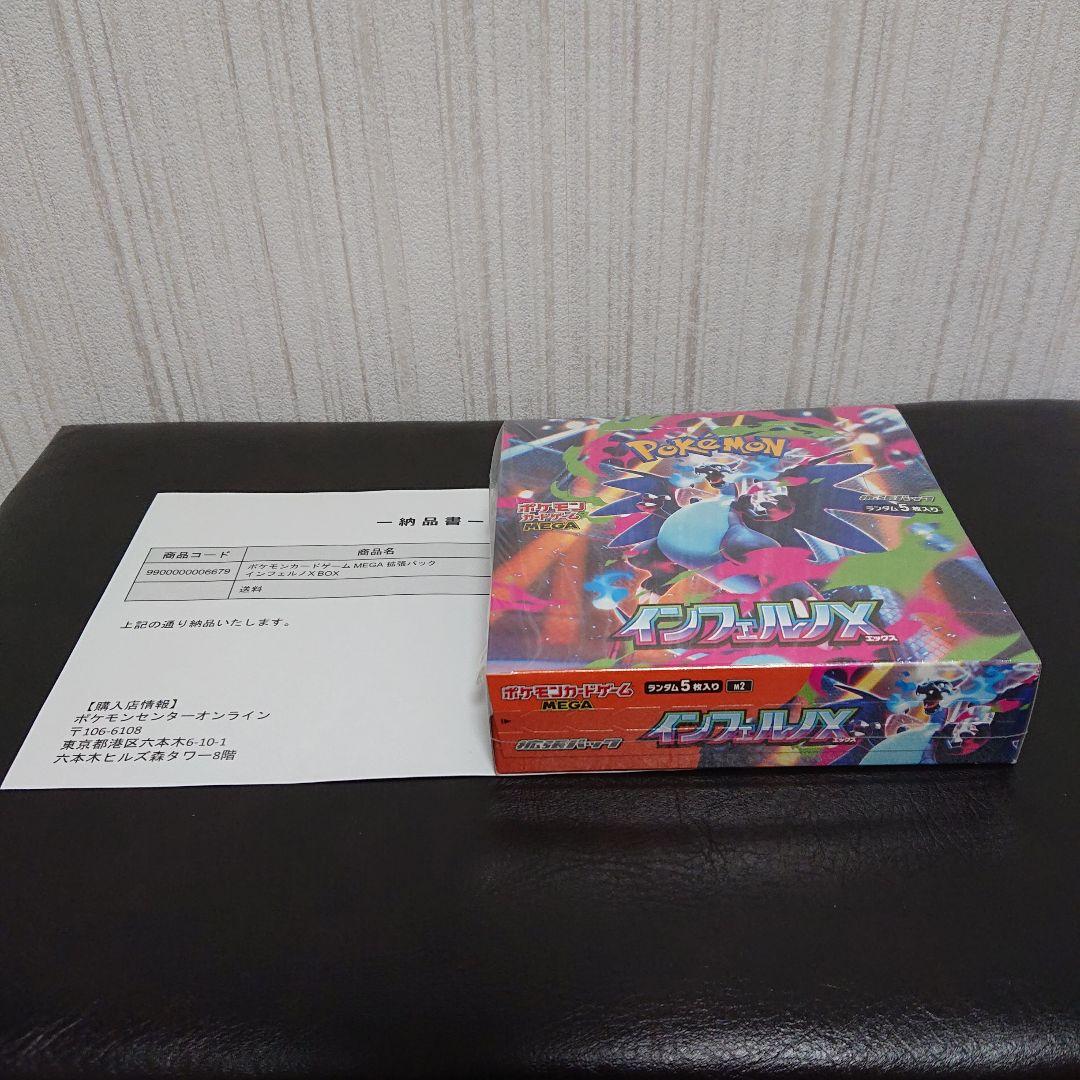 ー納品書ー
商品コード 商品名
9900000006679 ポケモンカードゲーム MEGA 拡張パック
インフェルノX BOX
送料
上記の通り納品いたします。
【購入店情報】
ポケモンセンターオンライン
〒106-6108
東京都港区六本木6-10-1
六本木ヒルズ森タワー8階
POKéMON
ポケモン
カードゲーム
MEGA
拡張パック
ランダム5枚入り
インフェルノX
エックス
ポケモンカードゲーム
MEGA
ランダム5枚入り M2
拡張パック
インフェルノX
エックス